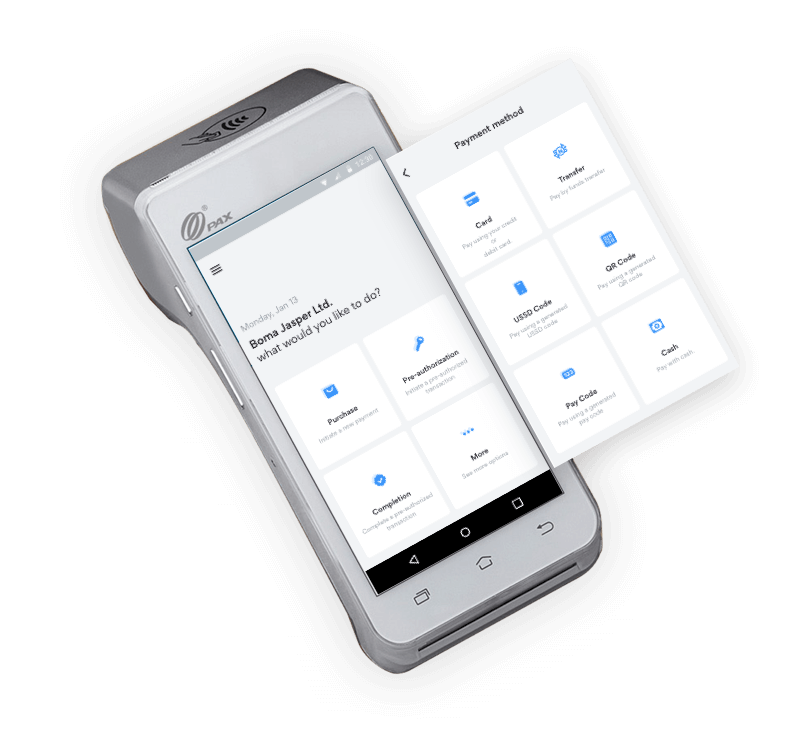 PAX
12:30
Monday, Jan 13
Boma Jasper Ltd.
what would you like to do?
Purchase
Initiate a new payment
Pre-authorization
Initiate a pre-authorized
transaction
Completion
Complete a pre-authorized
transaction
More
See more options
Payment method
Card
Pay using your credit
or
debit card
Transfer
Pay by funds transfer
USSD Code
Pay using a generated
USSD code
QR Code
Pay using a generated
QR code
Pay Code
Pay using a generated
pay code
Cash
Pay with cash